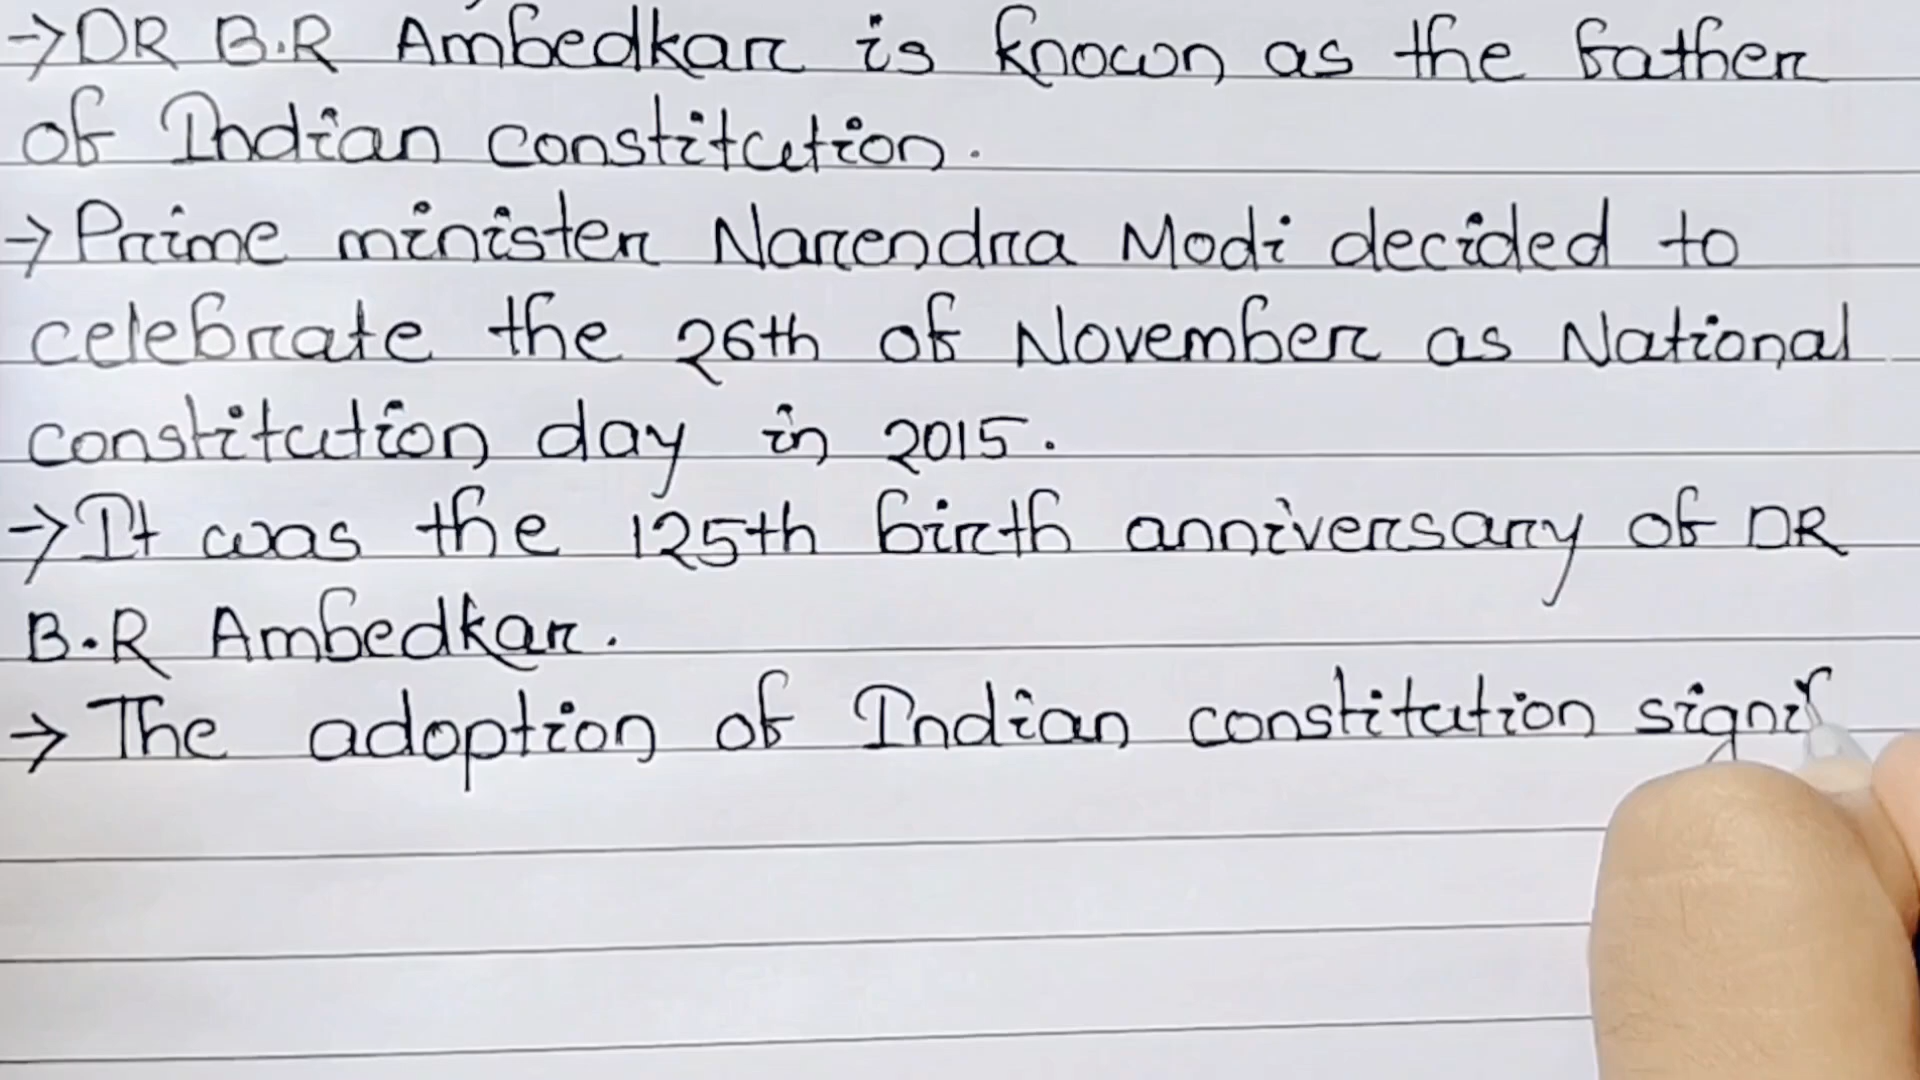 →DR B.R Ambedkar is known as the father
of Indian constitution.
→Prime minister Narendra Modi decided to
celebrate the 26th of November as National
constitution day in 2015.
→It was the 125th birth anniversary of DR
B.R Ambedkar.
→ The adoption of Indian constitution signif